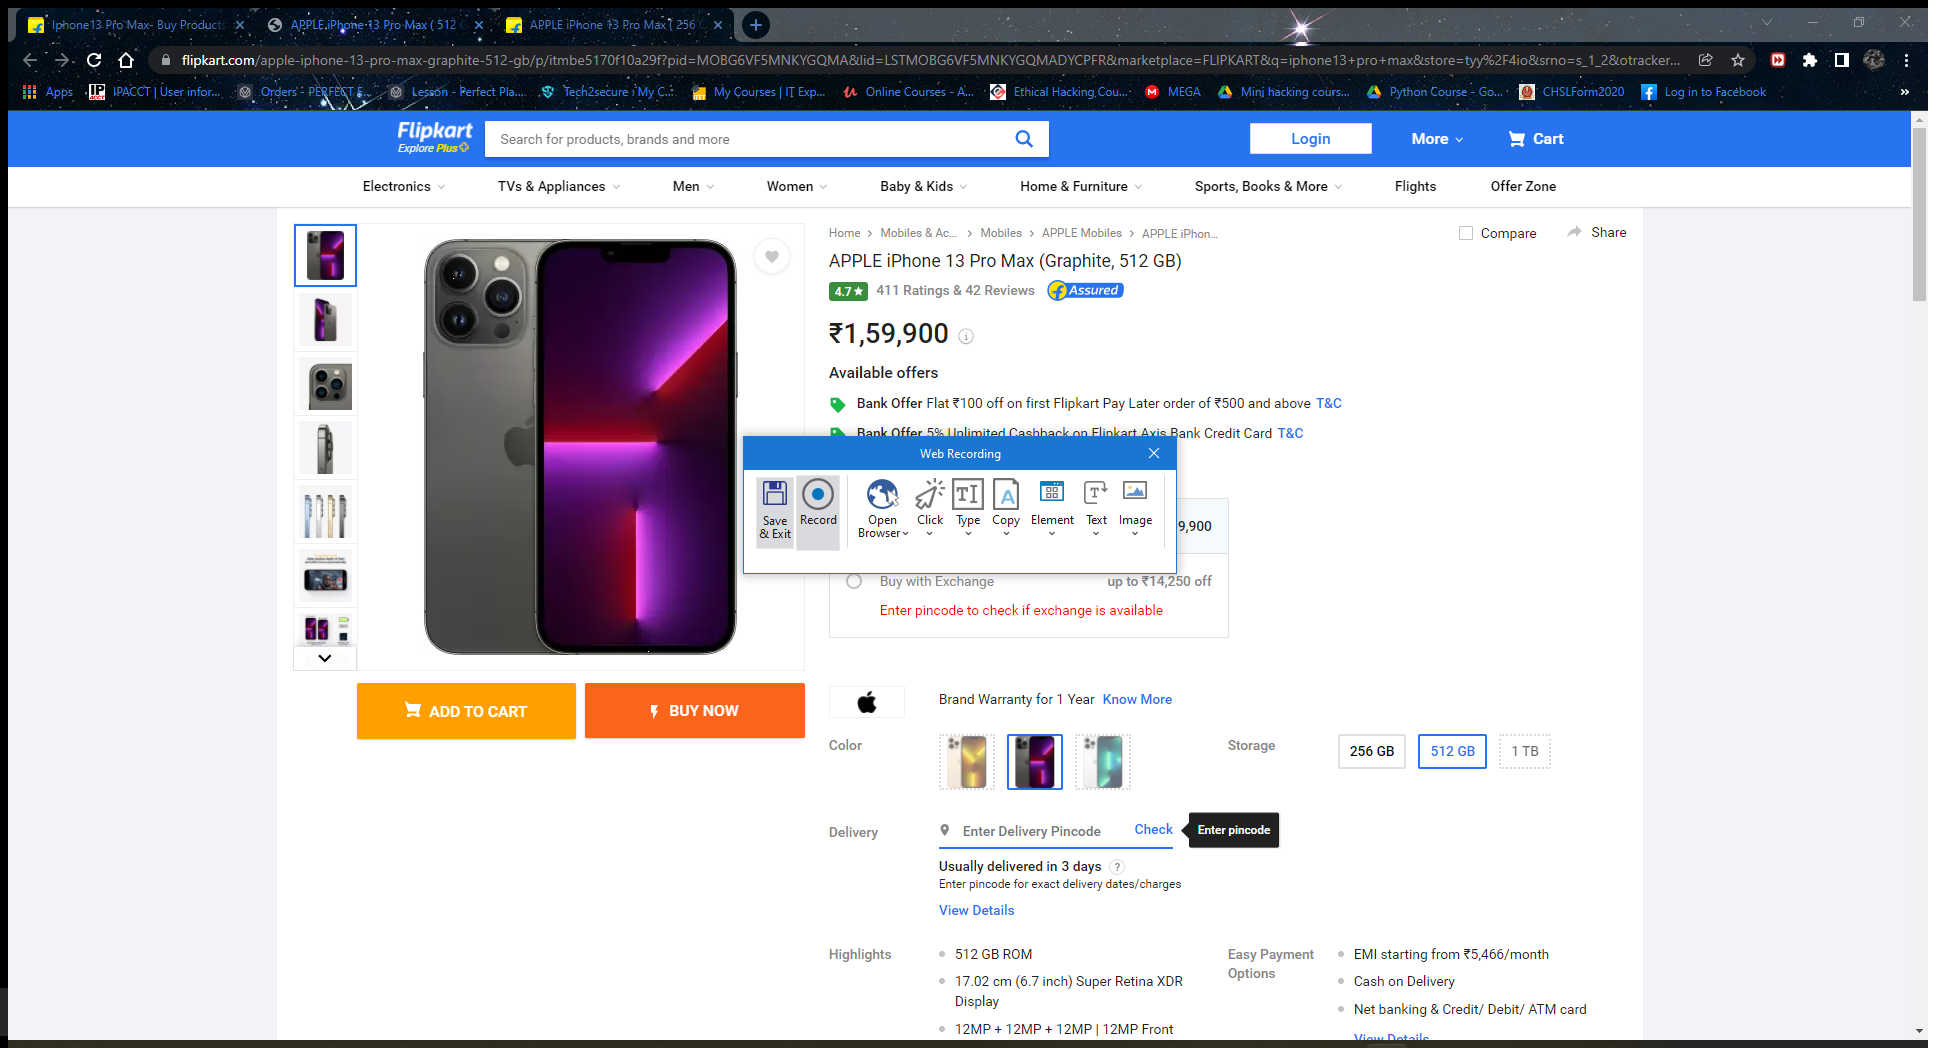 Iphone13 Pro Max- Buy Products
APPLE iPhone 13 Pro Max ( 512 G
APPLE iPhone 13 Pro Max ( 256 G
flipkart.com/apple-iphone-13-pro-max-graphite-512-gb/p/itmbe5170f10a29f?pid=MOBG6VF5MNKYGQMA&lid=LSTMOBG6VF5MNKYGQMADYCPFR&marketplace=FLIPKART&q=iphone13+pro+max&store=tyy%2F4io&srno=s_1_2&otracker...
Apps
IPACCT | User infor...
Orders - PERFECT E...
Lesson - Perfect Pla...
Tech2secure : My C...
My Courses | IT Exp...
Online Courses - A...
Ethical Hacking Cou...
MEGA
Mini hacking cours...
Python Course - Go...
CHSLForm2020
Log in to Facebook
»
Flipkart
Explore Plus
Search for products, brands and more
Login
More
Cart
Electronics
TVs & Appliances
Men
Women
Baby & Kids
Home & Furniture
Sports, Books & More
Flights
Offer Zone
Home
Mobiles & Ac...
Mobiles
APPLE Mobiles
APPLE iPhon...
Compare
Share
APPLE iPhone 13 Pro Max (Graphite, 512 GB)
4.7★ 411 Ratings & 42 Reviews Assured
₹1,59,900
Available offers
Bank Offer Flat ₹100 off on first Flipkart Pay Later order of ₹500 and above T&C
Bank Offer 5% Unlimited Cashback on Flipkart Axis Bank Credit Card T&C
Web Recording
Save & Exit
Record
Open Browser
Click
Type
Copy
Element
Text
Image
9,900
Buy with Exchange
up to ₹14,250 off
Enter pincode to check if exchange is available
ADD TO CART
BUY NOW
Brand Warranty for 1 Year Know More
Color
Storage
256 GB
512 GB
1 TB
Delivery
Enter Delivery Pincode
Check
Enter pincode
Usually delivered in 3 days ?
Enter pincode for exact delivery dates/charges
View Details
Highlights
512 GB ROM
17.02 cm (6.7 inch) Super Retina XDR
Display
12MP + 12MP + 12MP | 12MP Front
Easy Payment
Options
EMI starting from ₹5,466/month
Cash on Delivery
Net banking & Credit/ Debit/ ATM card
View Details